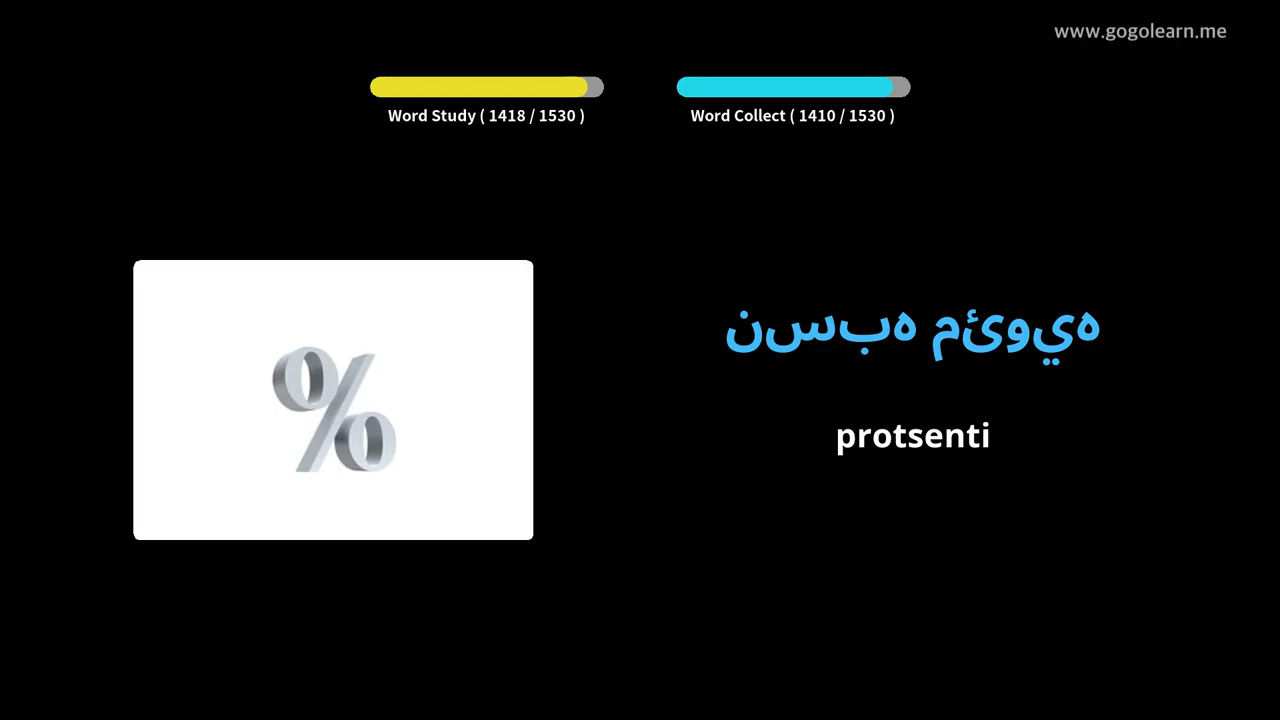 www.gogolearn.me
Word Study ( 1418 / 1530 )
Word Collect ( 1410 / 1530 )
نسبه مئويه
protsenti